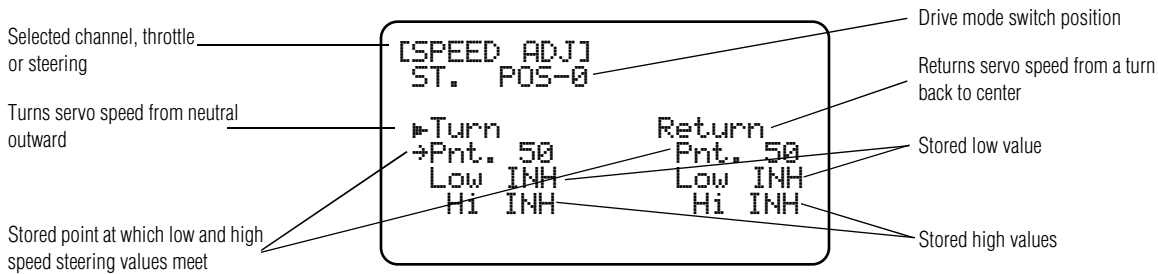 Selected channel, throttle
or steering
Turns servo speed from neutral
outward
Stored point at which low and high
speed steering values meet
[SPEED ADJ]
ST. POS-0
Turn Return
→Pnt. 50 Pnt. 50
Low INH Low INH
Hi INH Hi INH
Drive mode switch position
Returns servo speed from a turn
back to center
Stored low value
Stored high values